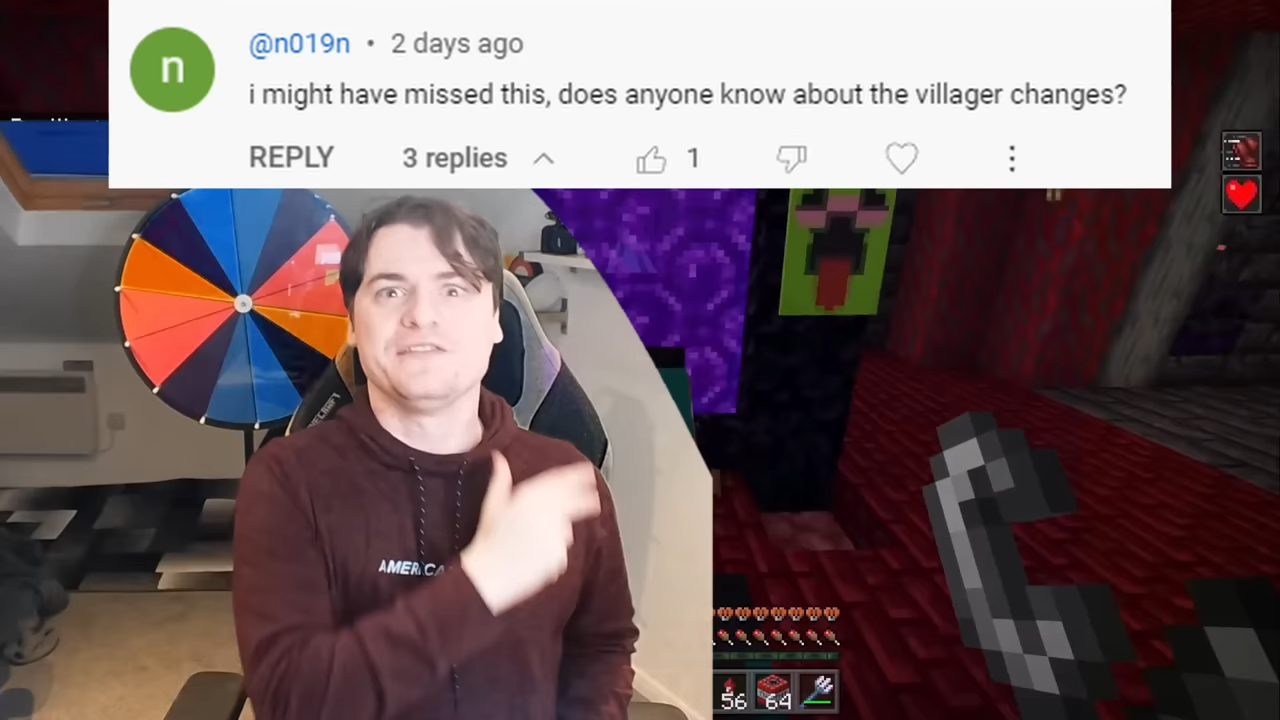 n
@n019n • 2 days ago
i might have missed this, does anyone know about the villager changes?
REPLY 3 replies 1
AMERICA
56 64